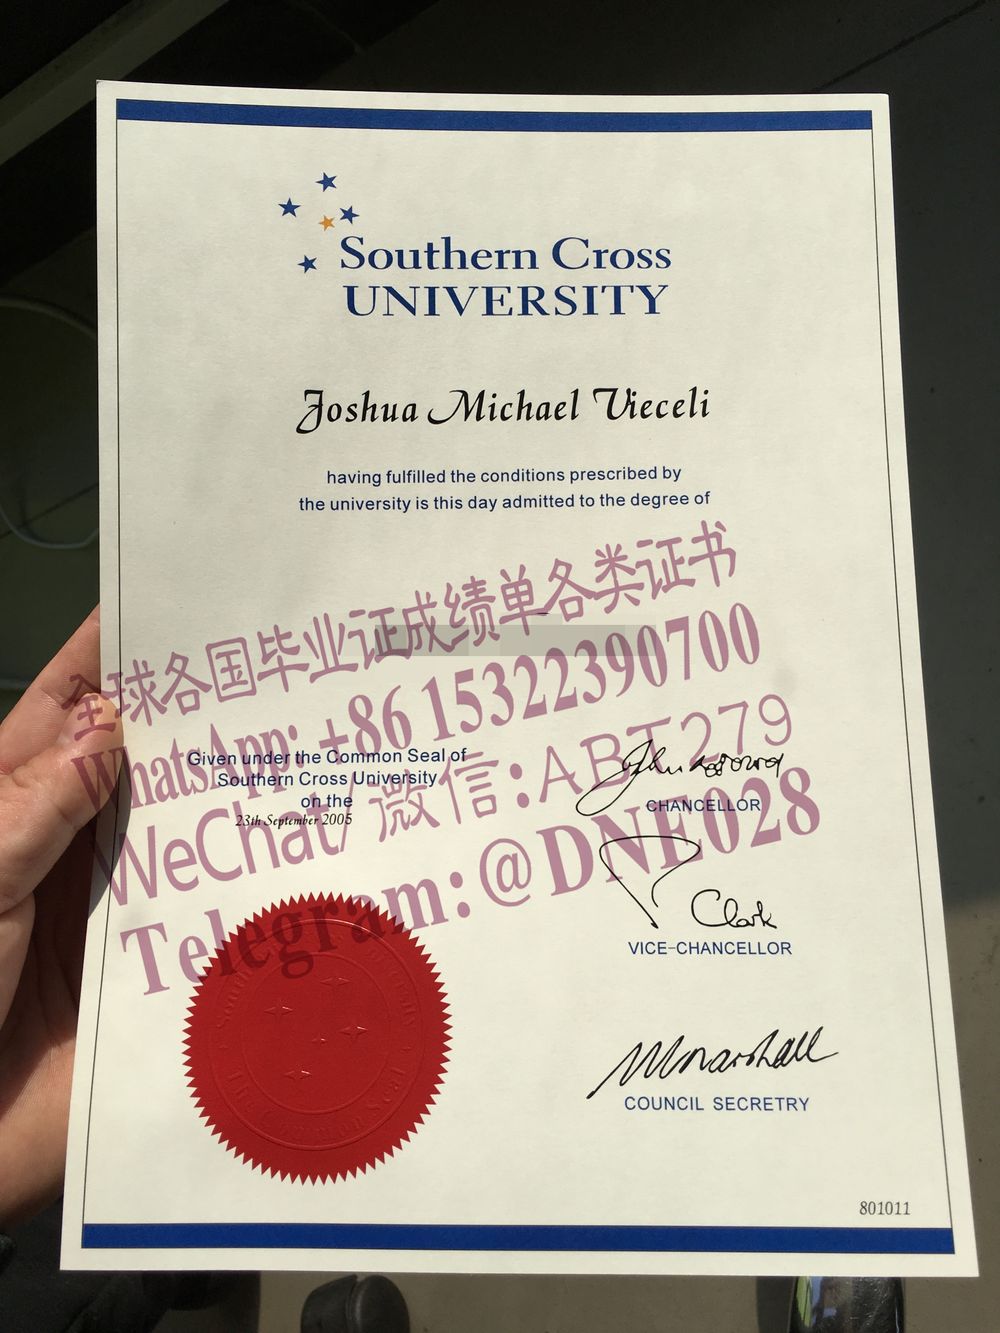 Southern Cross
UNIVERSITY
Joshua Michael Vieceli
having fulfilled the conditions prescribed by
the university is this day admitted to the degree of
全球各国毕业证成绩单各类证书
WhatsApp: +86 15322390700
WeChat/微信:ABT279
Telegram:@DNE028
Given under the Common Seal of
Southern Cross University
on the
23th September 2005
CHANCELLOR
Clark
VICE-CHANCELLOR
COUNCIL SECRETRY
801011